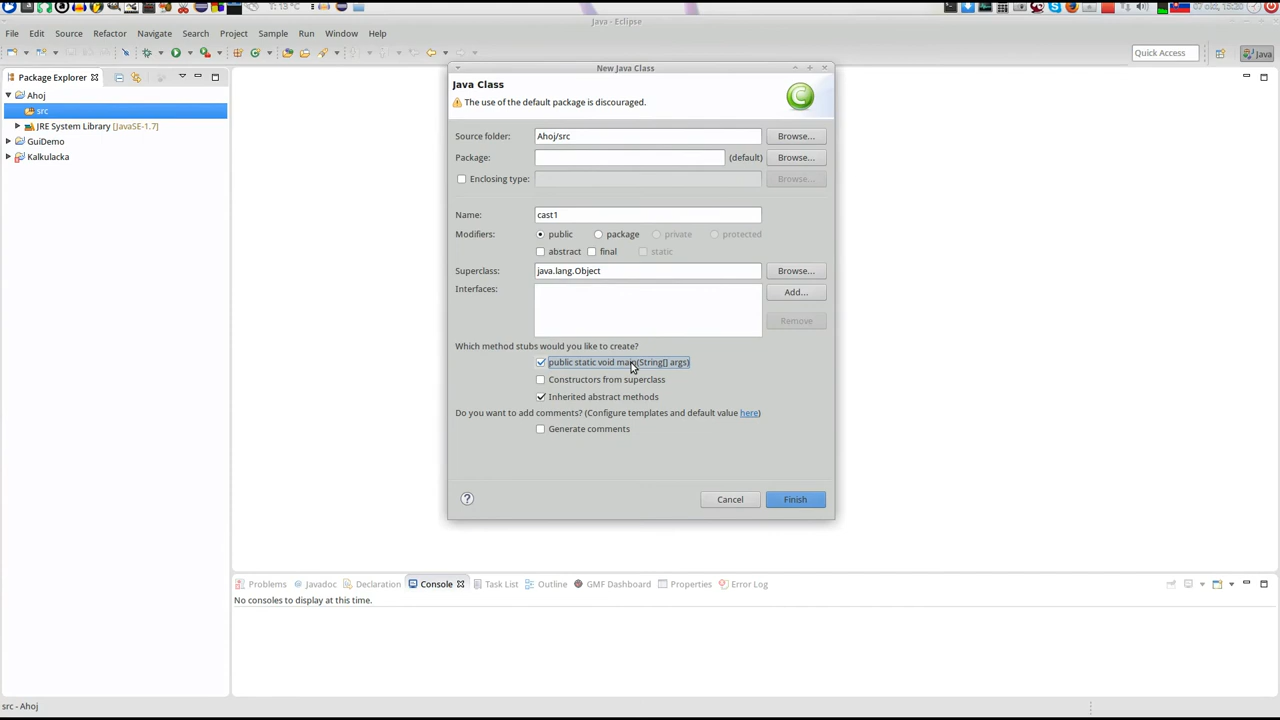 T: 13 °C
07 okt, 15:30
Java - Eclipse
File Edit Source Refactor Navigate Search Project Sample Run Window Help
Quick Access
Java
Package Explorer
Ahoj
src
JRE System Library [JavaSE-1.7]
GuiDemo
Kalkulacka
New Java Class
Java Class
The use of the default package is discouraged.
Source folder: Ahoj/src Browse...
Package: (default) Browse...
Enclosing type: Browse...
Name: cast1
Modifiers: public package private protected
abstract final static
Superclass: java.lang.Object Browse...
Interfaces: Add...
Remove
Which method stubs would you like to create?
public static void main(String[] args)
Constructors from superclass
Inherited abstract methods
Do you want to add comments? (Configure templates and default value here)
Generate comments
? Cancel Finish
Problems Javadoc Declaration Console Task List Outline GMF Dashboard Properties Error Log
No consoles to display at this time.
src - Ahoj